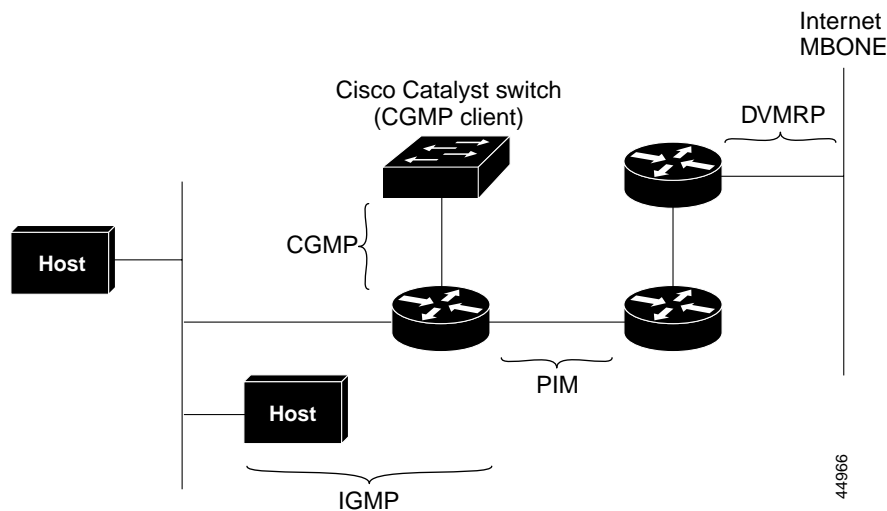 Internet
MBONE
Cisco Catalyst switch
(CGMP client)
DVMRP
CGMP
Host
PIM
Host
IGMP
44966